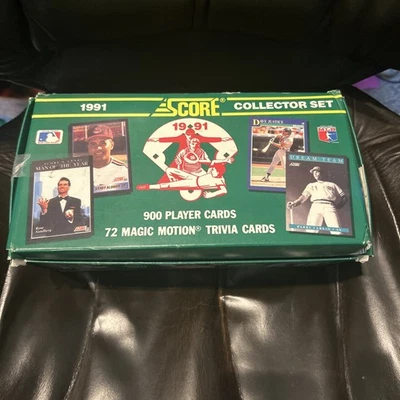 1991 SCORE® COLLECTOR SET
1991
MAN OF THE YEAR
DREAM TEAM
900 PLAYER CARDS
72 MAGIC MOTION® TRIVIA CARDS